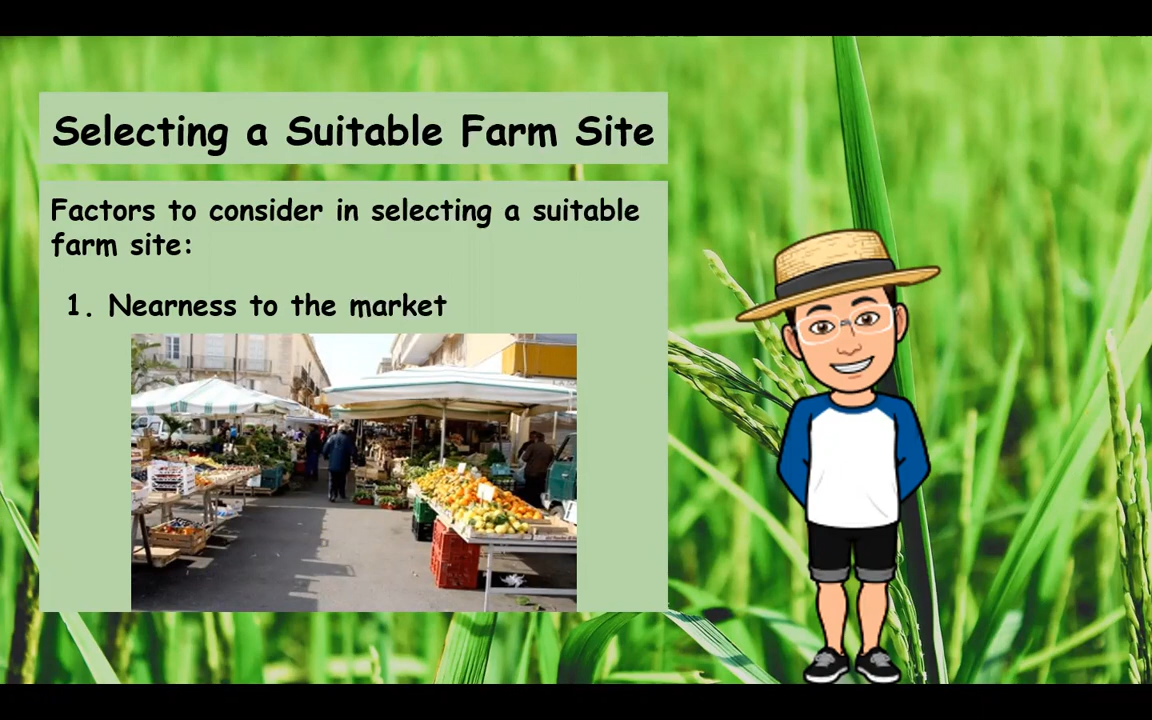 Selecting a Suitable Farm Site
Factors to consider in selecting a suitable
farm site:
1. Nearness to the market